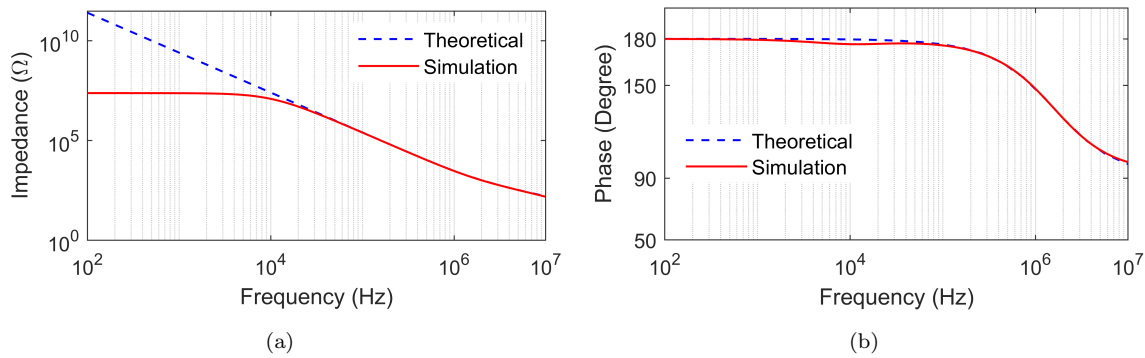 10^10
10^5
10^0
Impedance (Ω)
Theoretical
Simulation
10^2
10^4
10^6
10^7
Frequency (Hz)
(a)
180
150
90
50
Phase (Degree)
Theoretical
Simulation
10^2
10^4
10^6
10^7
Frequency (Hz)
(b)